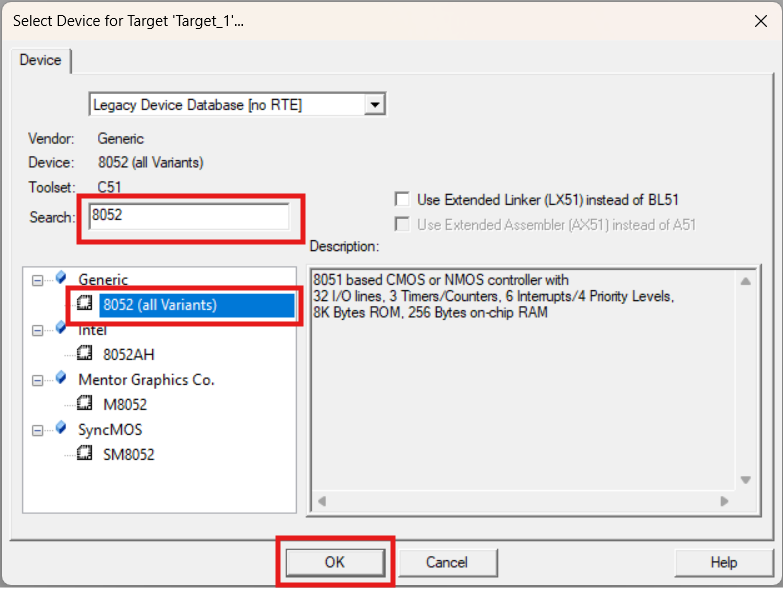 Select Device for Target 'Target_1'...
Device
Legacy Device Database [no RTE]
Vendor: Generic
Device: 8052 (all Variants)
Toolset: C51
Search: 8052
Use Extended Linker (LX51) instead of BL51
Use Extended Assembler (AX51) instead of A51
Description:
Generic
8052 (all Variants)
Intel
8052AH
Mentor Graphics Co.
M8052
SyncMOS
SM8052
8051 based CMOS or NMOS controller with
32 I/O lines, 3 Timers/Counters, 6 Interrupts/4 Priority Levels,
8K Bytes ROM, 256 Bytes on-chip RAM
OK
Cancel
Help